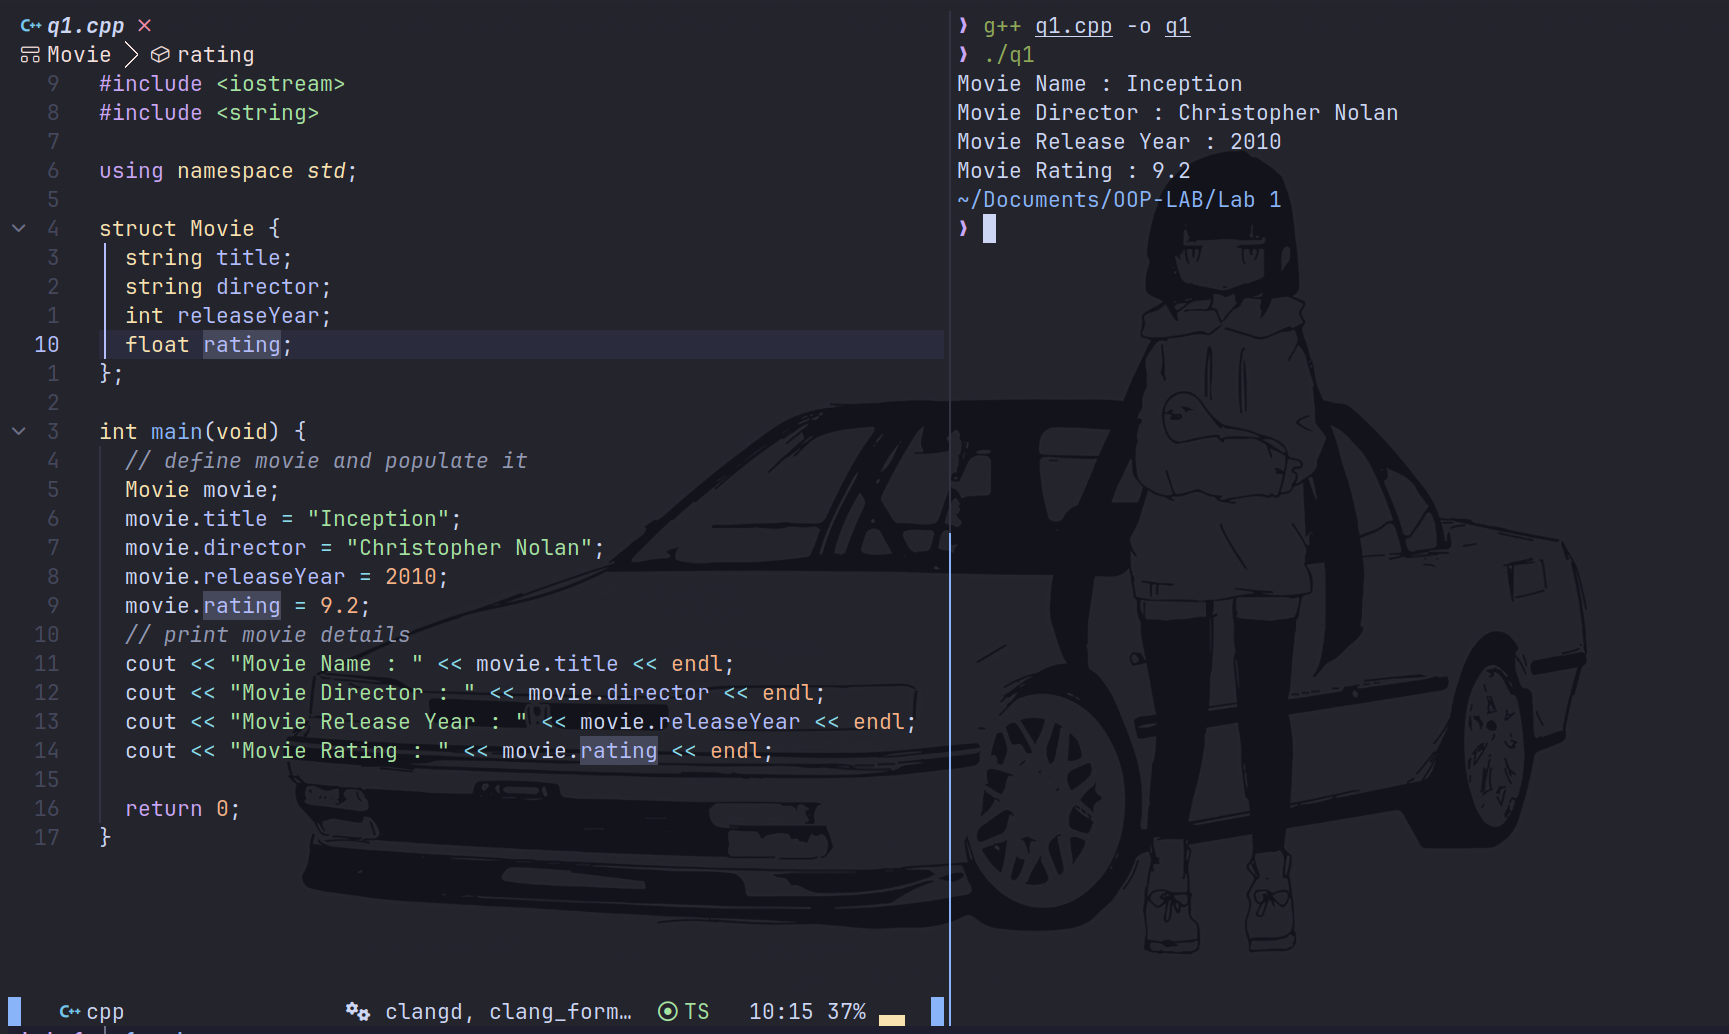 C++ q1.cpp ×
Movie > rating
9 #include <iostream>
8 #include <string>
7
6 using namespace std;
5
4 struct Movie {
3 string title;
2 string director;
1 int releaseYear;
10 float rating;
1 };
2
3 int main(void) {
4 // define movie and populate it
5 Movie movie;
6 movie.title = "Inception";
7 movie.director = "Christopher Nolan";
8 movie.releaseYear = 2010;
9 movie.rating = 9.2;
10 // print movie details
11 cout << "Movie Name : " << movie.title << endl;
12 cout << "Movie Director : " << movie.director << endl;
13 cout << "Movie Release Year : " << movie.releaseYear << endl;
14 cout << "Movie Rating : " << movie.rating << endl;
15
16 return 0;
17 }
C++ cpp clangd, clang_form… TS 10:15 37%
❯ g++ q1.cpp -o q1
❯ ./q1
Movie Name : Inception
Movie Director : Christopher Nolan
Movie Release Year : 2010
Movie Rating : 9.2
~/Documents/OOP-LAB/Lab 1
❯